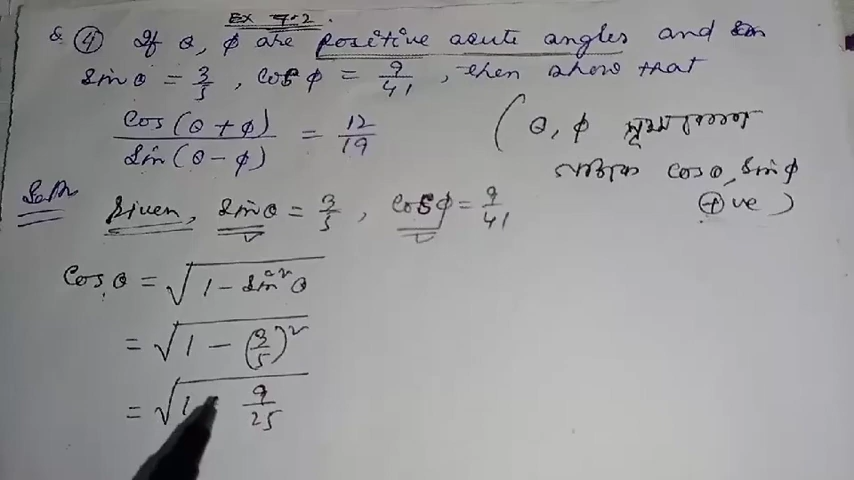 Ex 7.2.
Q. (4) If θ, φ are positive acute angles and
sin θ = 3/5, cos φ = 9/41, then show that
cos(θ + φ) / sin(θ - φ) = 12/19
(θ, φ
cos θ, sin φ
(+)ve)
Soln
Given, sin θ = 3/5, cos φ = 9/41
cos θ = √(1 - sin² θ)
= √(1 - (3/5)²)
= √(1 - 9/25)